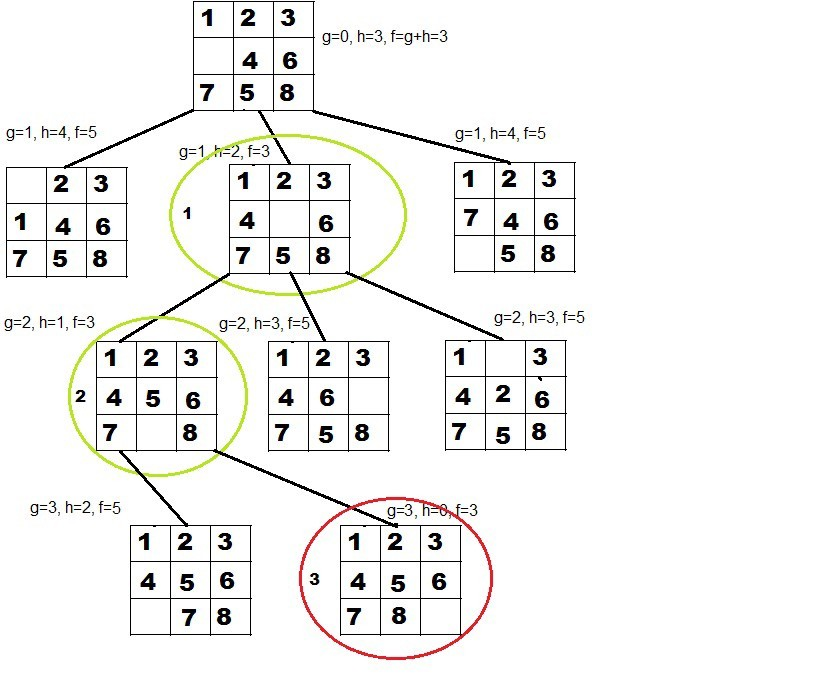 1 2 3
g=0, h=3, f=g+h=3
4 6
7 5 8
g=1, h=4, f=5
2 3
1 4 6
7 5 8
g=1, h=2, f=3
1
1 2 3
4 6
7 5 8
g=1, h=4, f=5
1 2 3
7 4 6
5 8
g=2, h=1, f=3
2
1 2 3
4 5 6
7 8
g=2, h=3, f=5
1 2 3
4 6
7 5 8
g=2, h=3, f=5
1 3
4 2 6
7 5 8
g=3, h=2, f=5
1 2 3
4 5 6
7 8
g=3, h=0, f=3
3
1 2 3
4 5 6
7 8